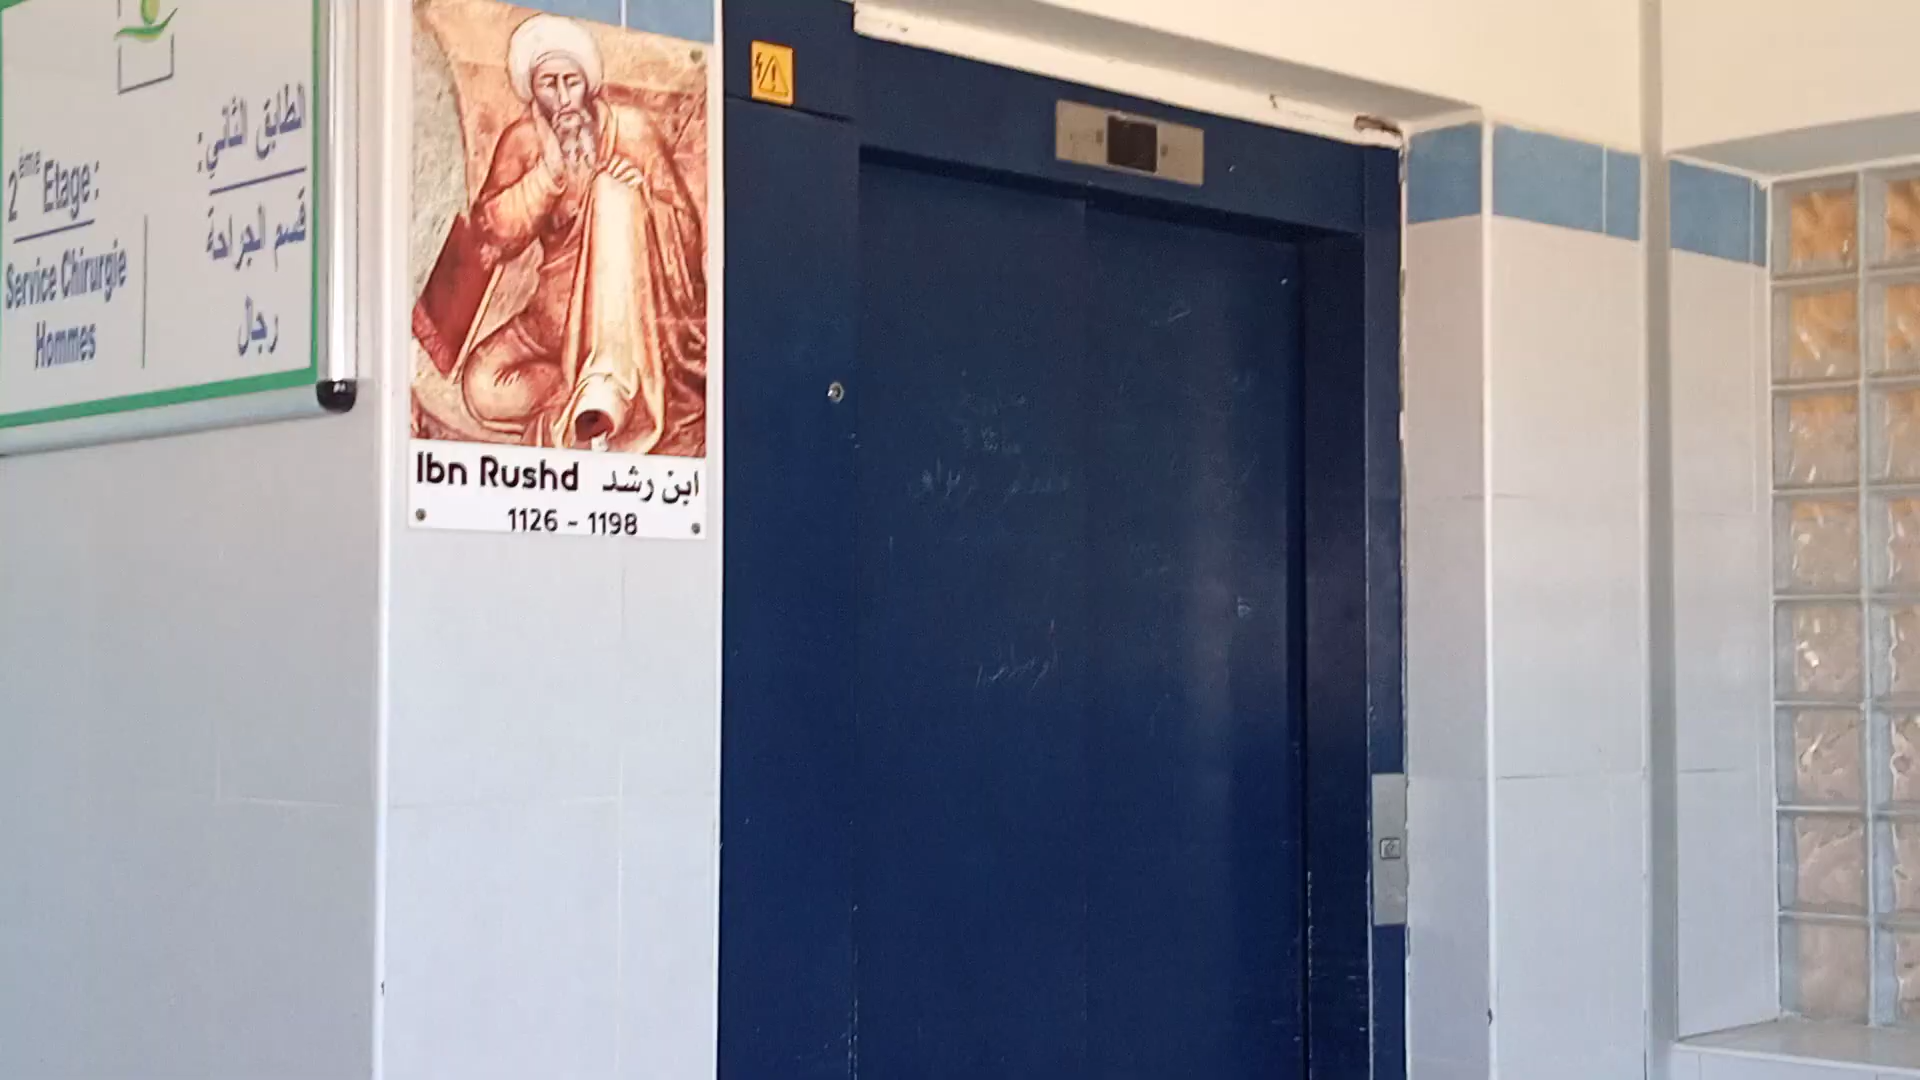 الطابق الثاني:
قسم الجراحة
رجال
2ème Etage:
Service Chirurgie
Hommes
Ibn Rushd ابن رشد
1126 - 1198